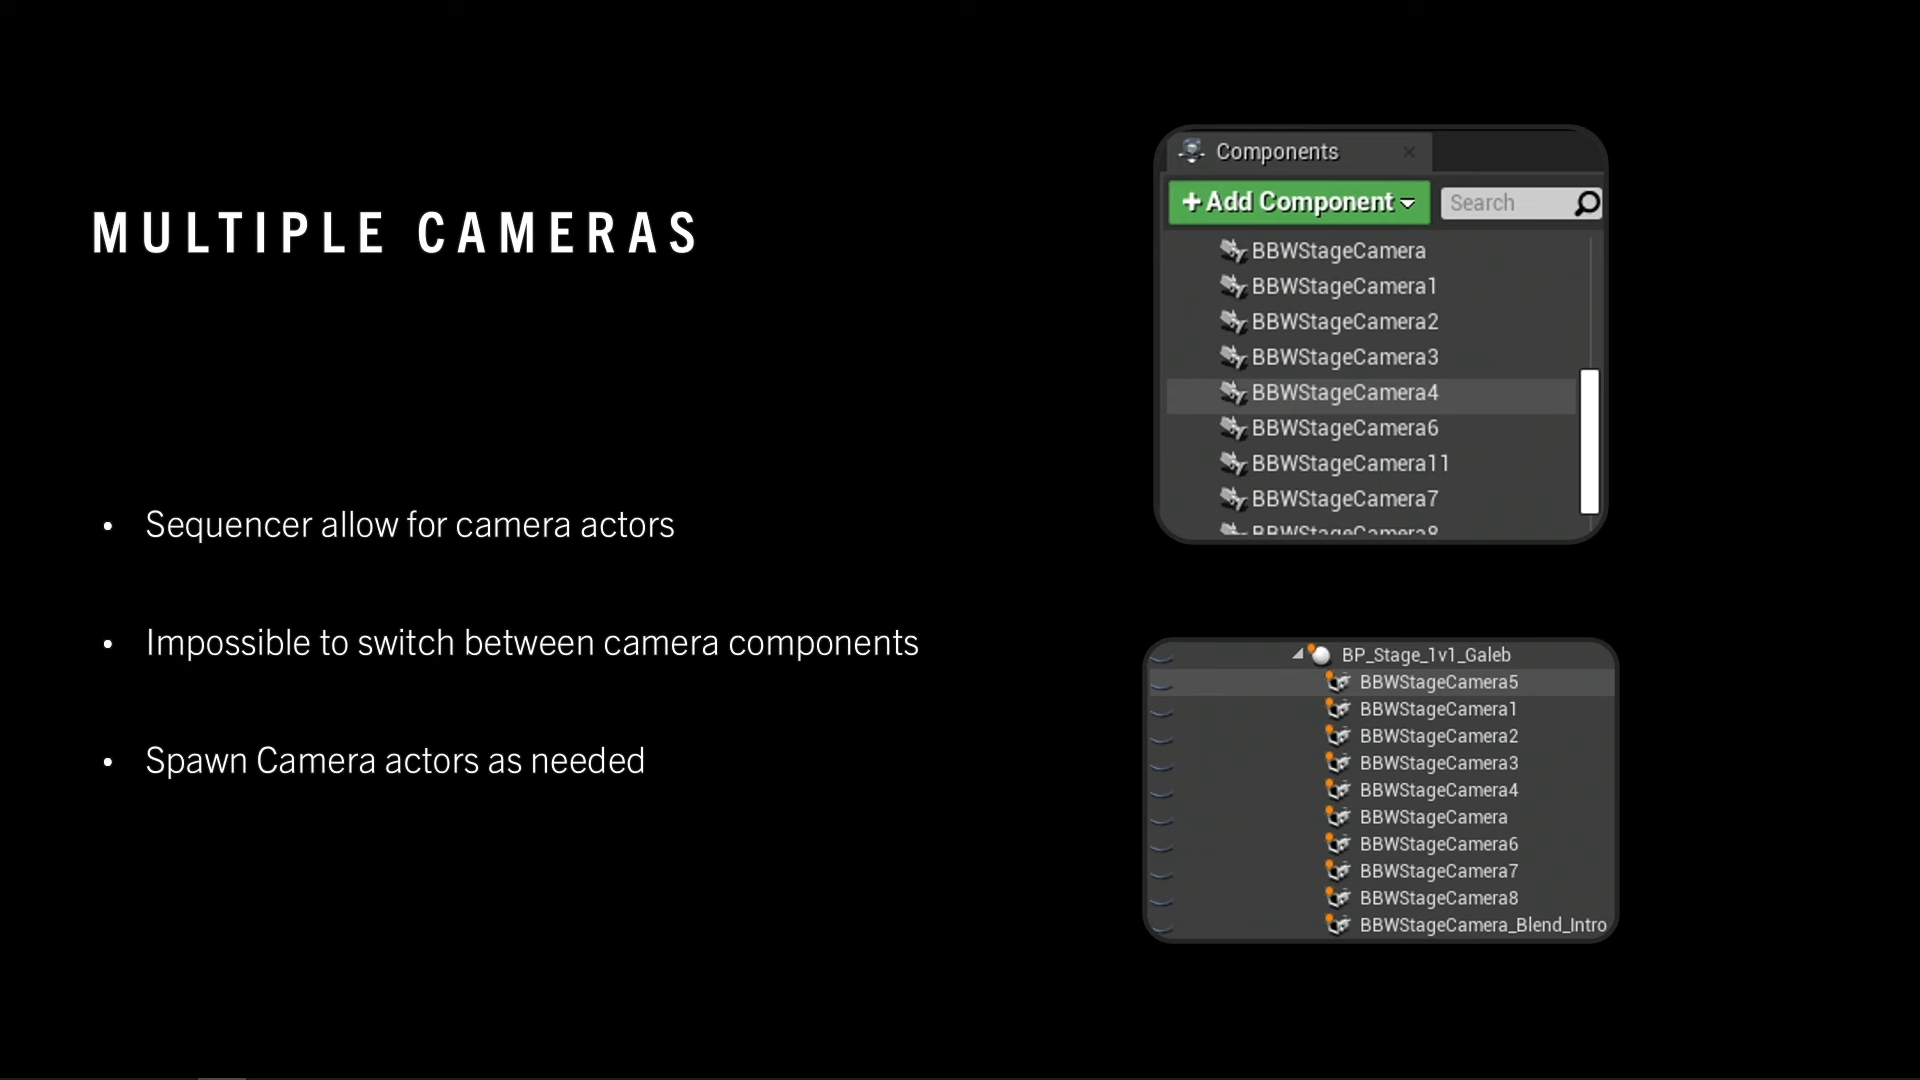 MULTIPLE CAMERAS
• Sequencer allow for camera actors
• Impossible to switch between camera components
• Spawn Camera actors as needed
Components
+ Add Component
Search
BBWStageCamera
BBWStageCamera1
BBWStageCamera2
BBWStageCamera3
BBWStageCamera4
BBWStageCamera6
BBWStageCamera11
BBWStageCamera7
BBWStageCamera8
BP_Stage_1v1_Galeb
BBWStageCamera5
BBWStageCamera1
BBWStageCamera2
BBWStageCamera3
BBWStageCamera4
BBWStageCamera
BBWStageCamera6
BBWStageCamera7
BBWStageCamera8
BBWStageCamera_Blend_Intro